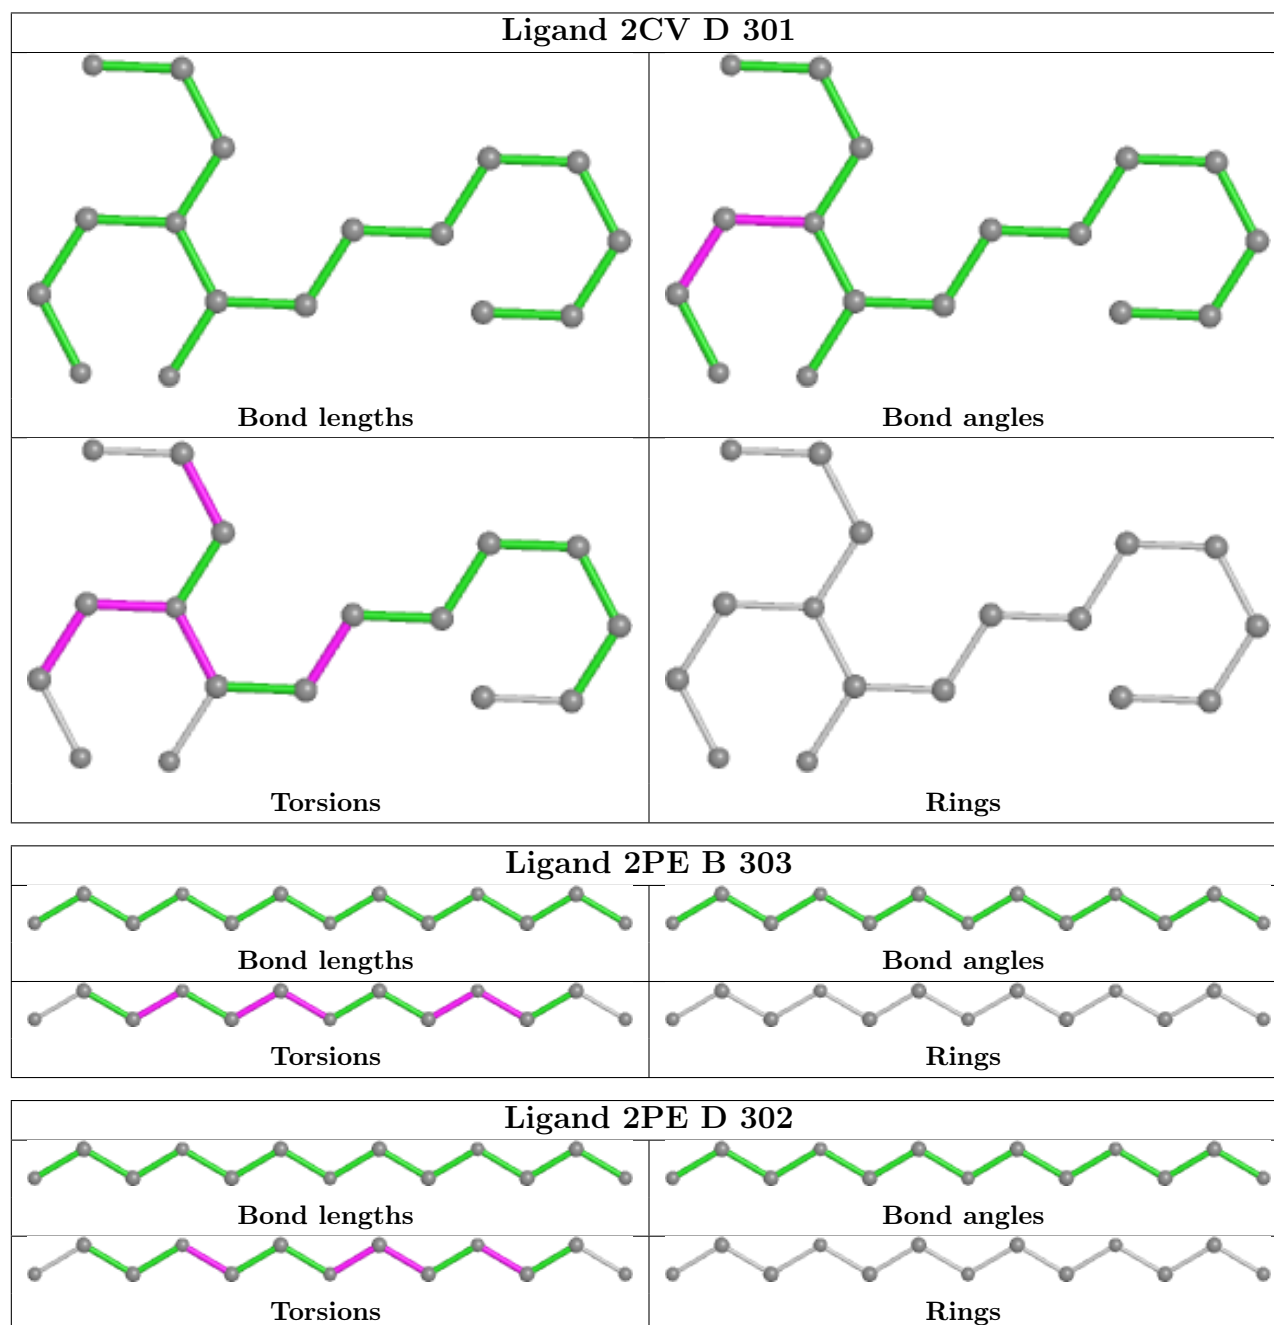 Ligand 2CV D 301
Bond lengths
Bond angles
Torsions
Rings
Ligand 2PE B 303
Bond lengths
Bond angles
Torsions
Rings
Ligand 2PE D 302
Bond lengths
Bond angles
Torsions
Rings